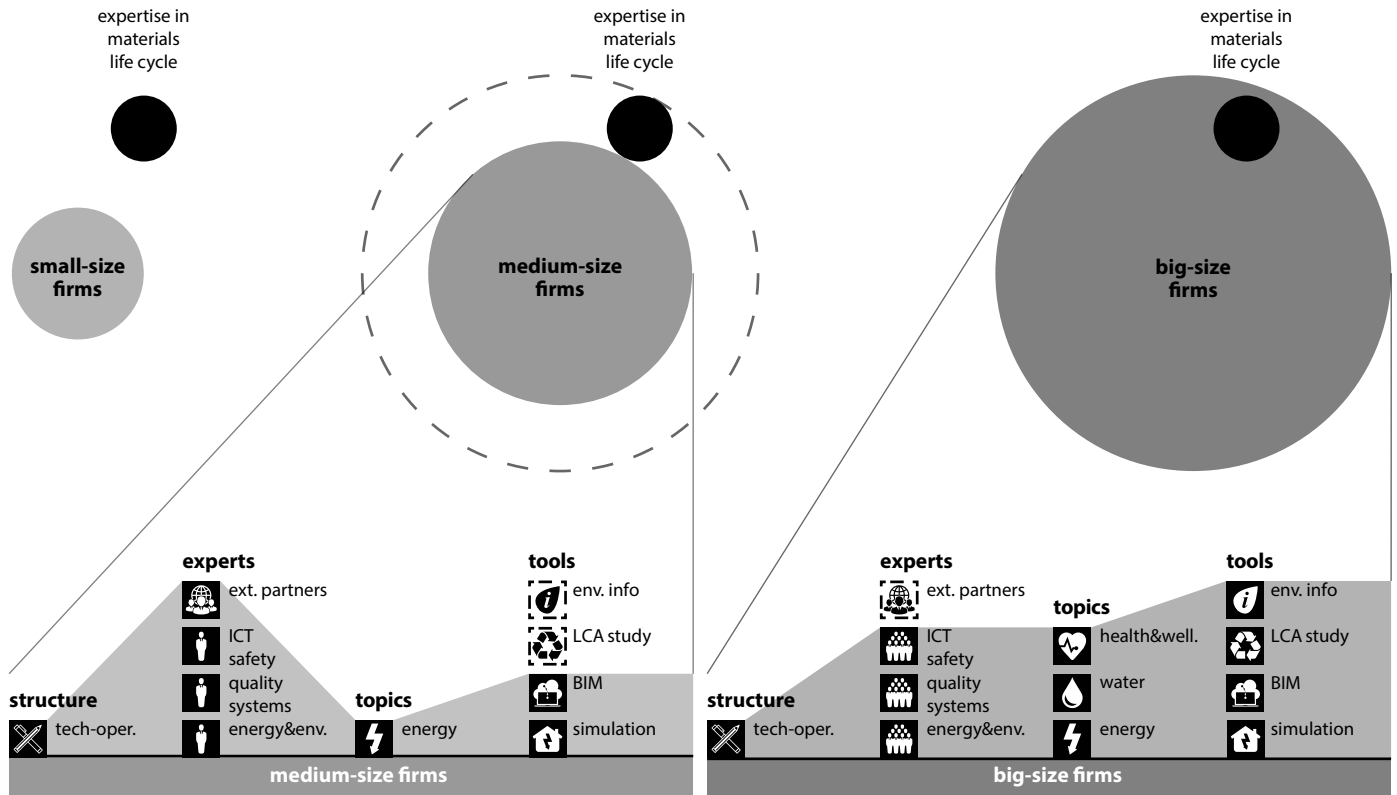 expertise in
materials
life cycle
expertise in
materials
life cycle
expertise in
materials
life cycle
small-size
firms
medium-size
firms
big-size
firms
experts
ext. partners
ICT
safety
quality
systems
energy&env.
structure
tech-oper.
topics
energy
tools
env. info
LCA study
BIM
simulation
medium-size firms
experts
ext. partners
ICT
safety
quality
systems
energy&env.
structure
tech-oper.
topics
health&well.
water
energy
tools
env. info
LCA study
BIM
simulation
big-size firms